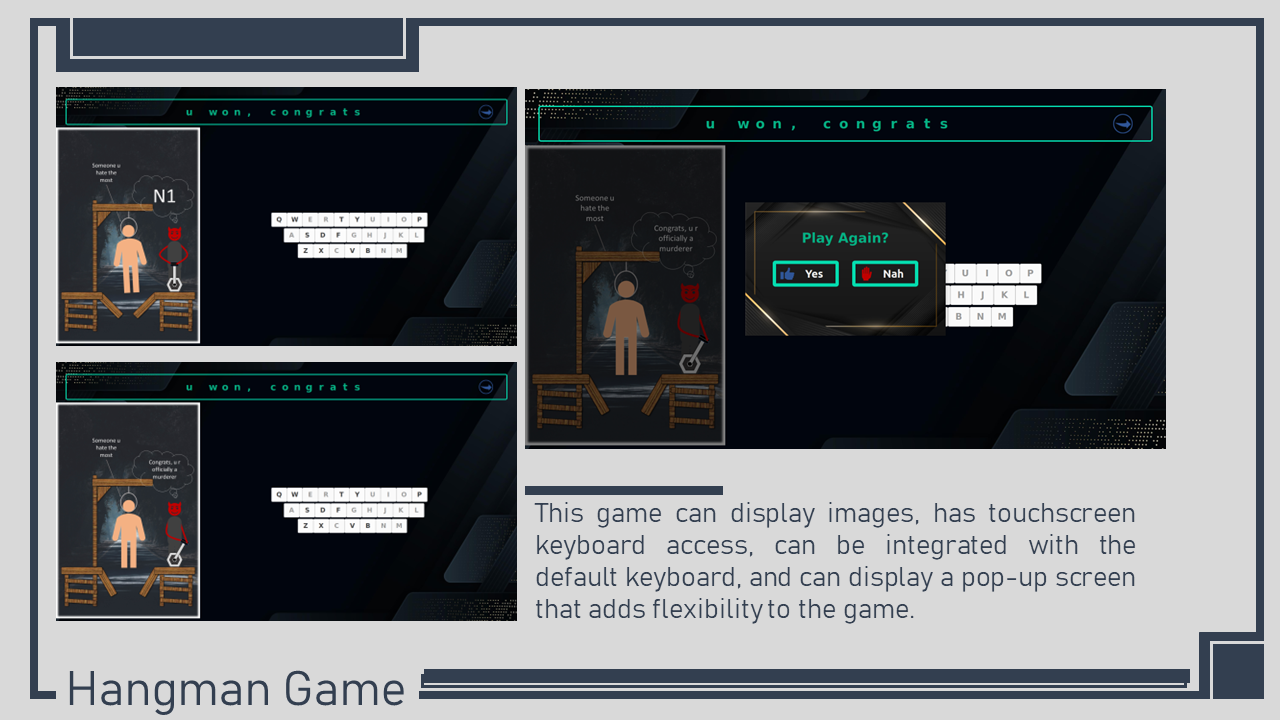 u won, congrats
Someone u
hate the
most
N1
Q W E R T Y U I O P
A S D F G H J K L
Z X C V B N M
u won, congrats
Someone u
hate the
most
Congrats, u r
officially a
murderer
Q W E R T Y U I O P
A S D F G H J K L
Z X C V B N M
u won, congrats
Someone u
hate the
most
Congrats, u r
officially a
murderer
Play Again?
Yes Nah
U I O P
H J K L
B N M
This game can display images, has touchscreen
keyboard access, can be integrated with the
default keyboard, and can display a pop-up screen
that adds flexibility to the game.
Hangman Game